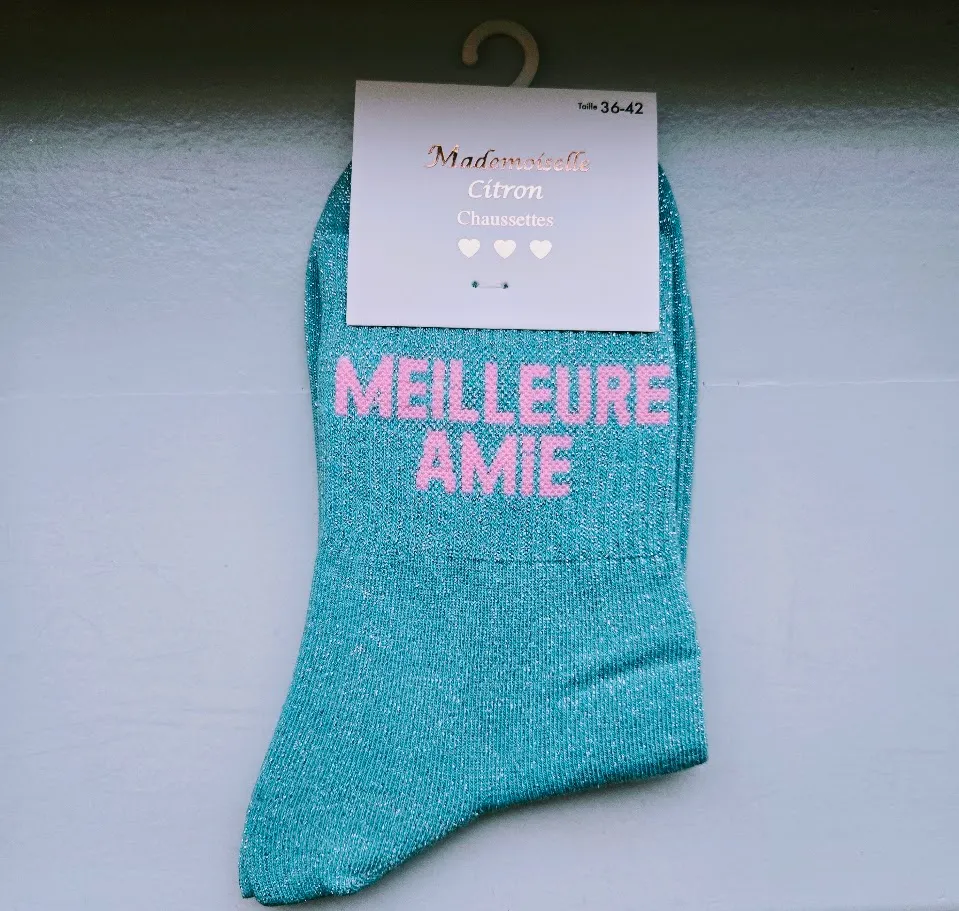 Taille 36-42
Mademoiselle
Citron
Chaussettes
MEILLEURE
AMIE